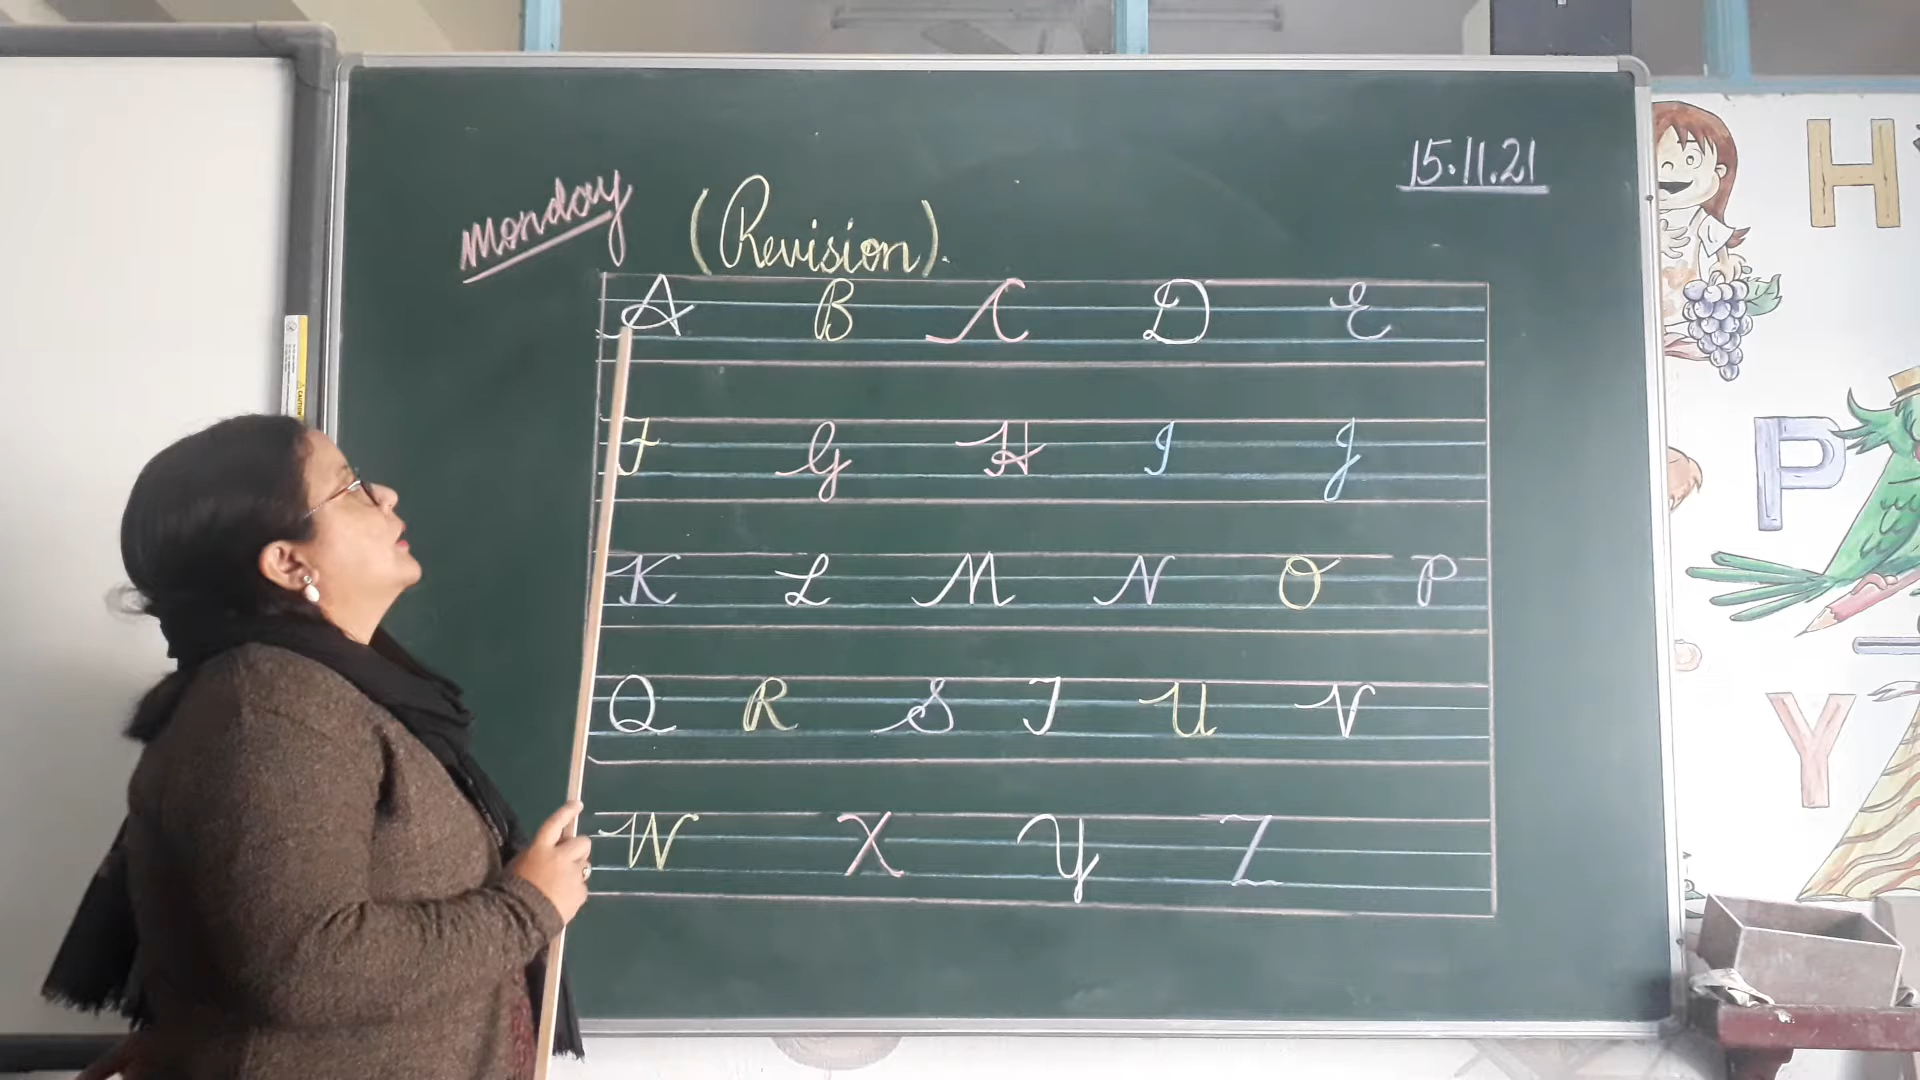 15.11.21
Monday
(Revision).
A B C D E
F G H I J
K L M N O P
Q R S T U V
W X Y Z
H
P
Y